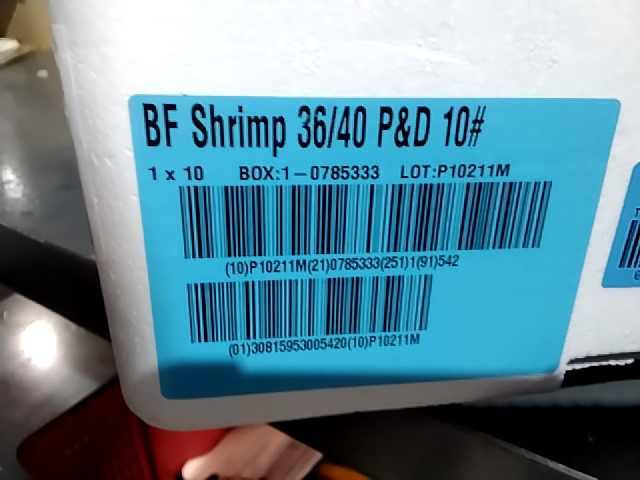 BF Shrimp 36/40 P&D 10#
1 x 10 BOX:1-0785333 LOT:P10211M
(10)P10211M(21)0785333(251)1(91)542
(01)30815953005420(10)P10211M